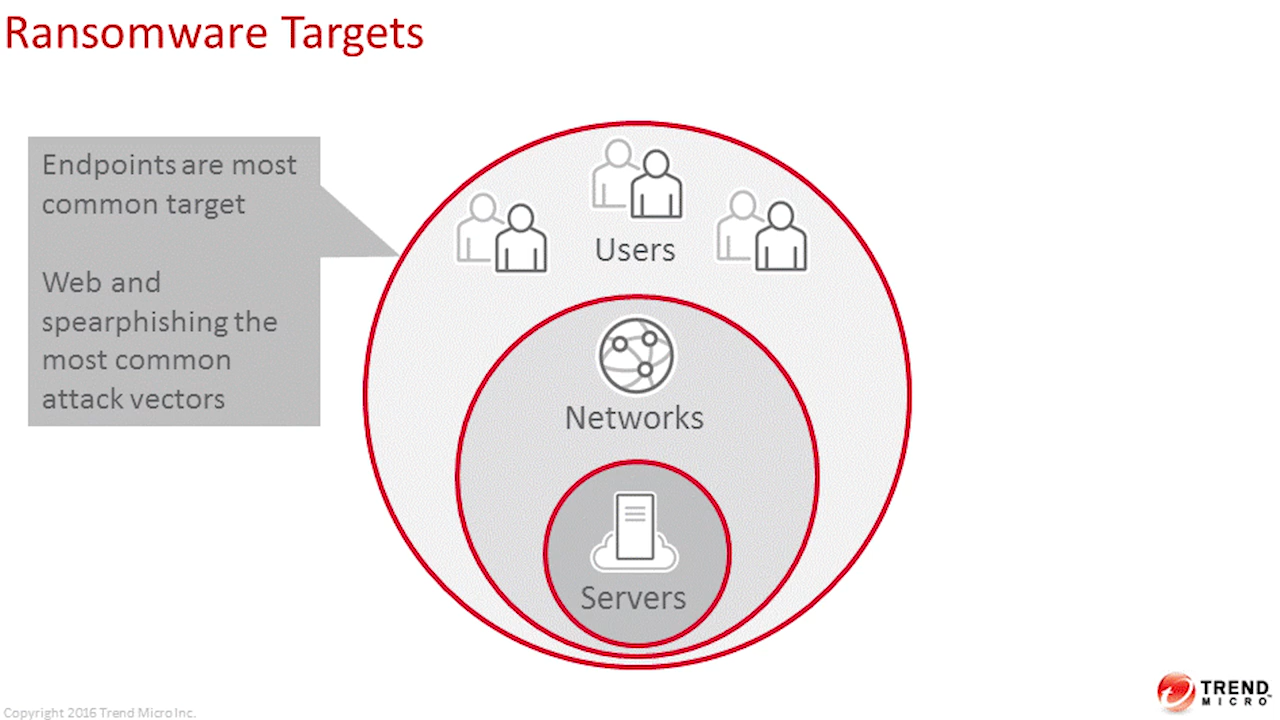 Ransomware Targets
Endpoints are most
common target
Web and
spearphishing the
most common
attack vectors
Users
Networks
Servers
Copyright 2016 Trend Micro Inc.
TREND
MICRO™